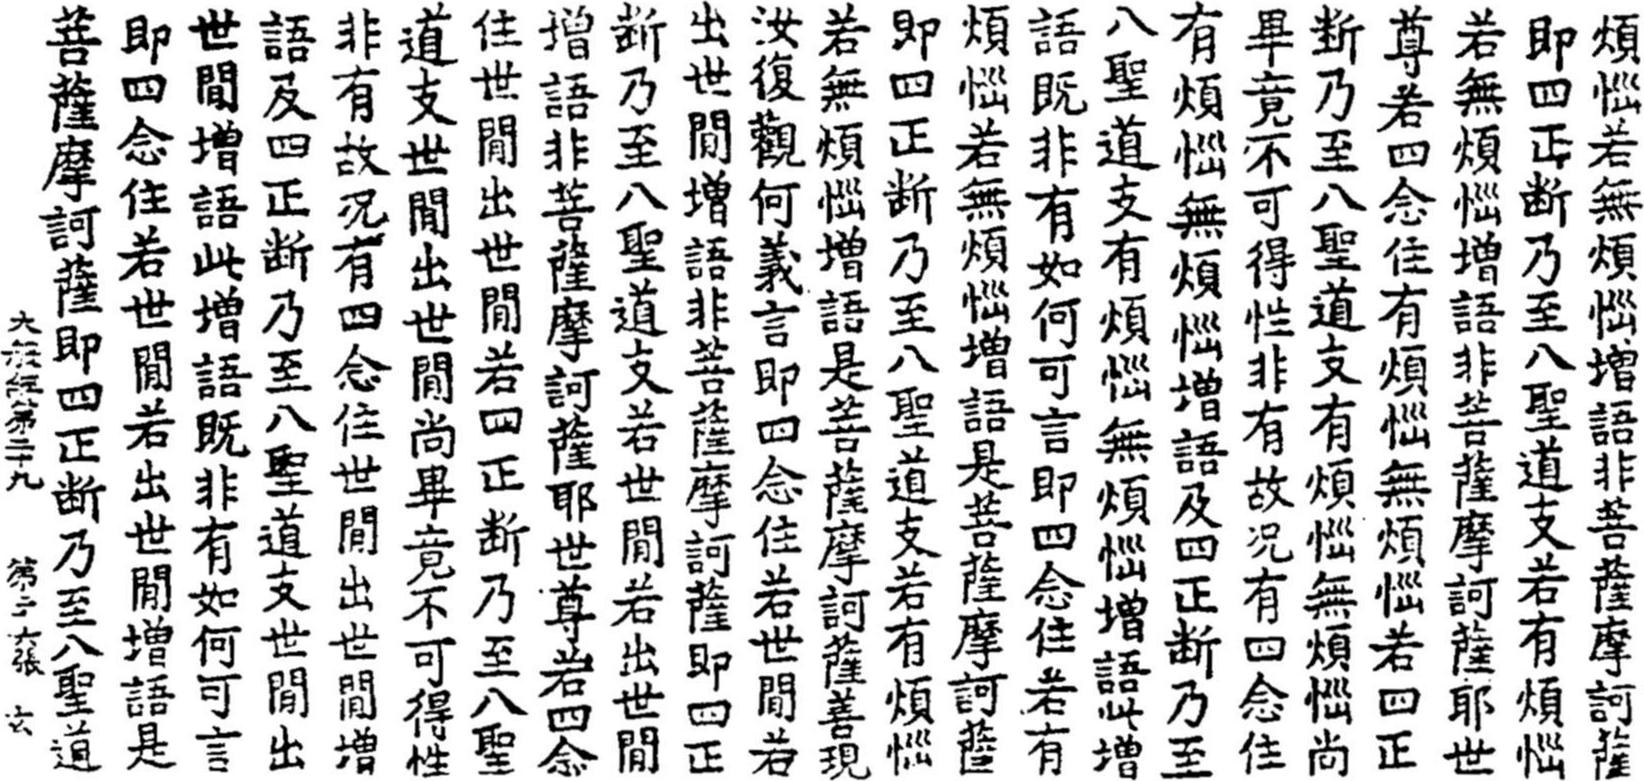 煩惱若無煩惱增語非菩薩摩訶薩
即四正斷乃至八聖道支若有煩惱
若無煩惱增語非菩薩摩訶薩耶世
尊若四念住有煩惱無煩惱若四正
斷乃至八聖道支有煩惱無煩惱尚
畢竟不可得性非有故況有四念住
有煩惱無煩惱增語及四正斷乃至
八聖道支有煩惱無煩惱增語此增
語既非有如何可言即四念住若有
煩惱若無煩惱增語是菩薩摩訶薩
即四正斷乃至八聖道支若有煩惱
若無煩惱增語是菩薩摩訶薩善現
汝復觀何義言即四念住若世間若
出世間增語非菩薩摩訶薩即四正
斷乃至八聖道支若世間若出世間
增語非菩薩摩訶薩耶世尊若四念
住世間出世間若四正斷乃至八聖
道支世間出世間尚畢竟不可得性
非有故況有四念住世間出世間增
語及四正斷乃至八聖道支世間出
世間增語此增語既非有如何可言
即四念住若世間若出世間增語是
菩薩摩訶薩即四正斷乃至八聖道
大般經第二十九 第二六張 玄